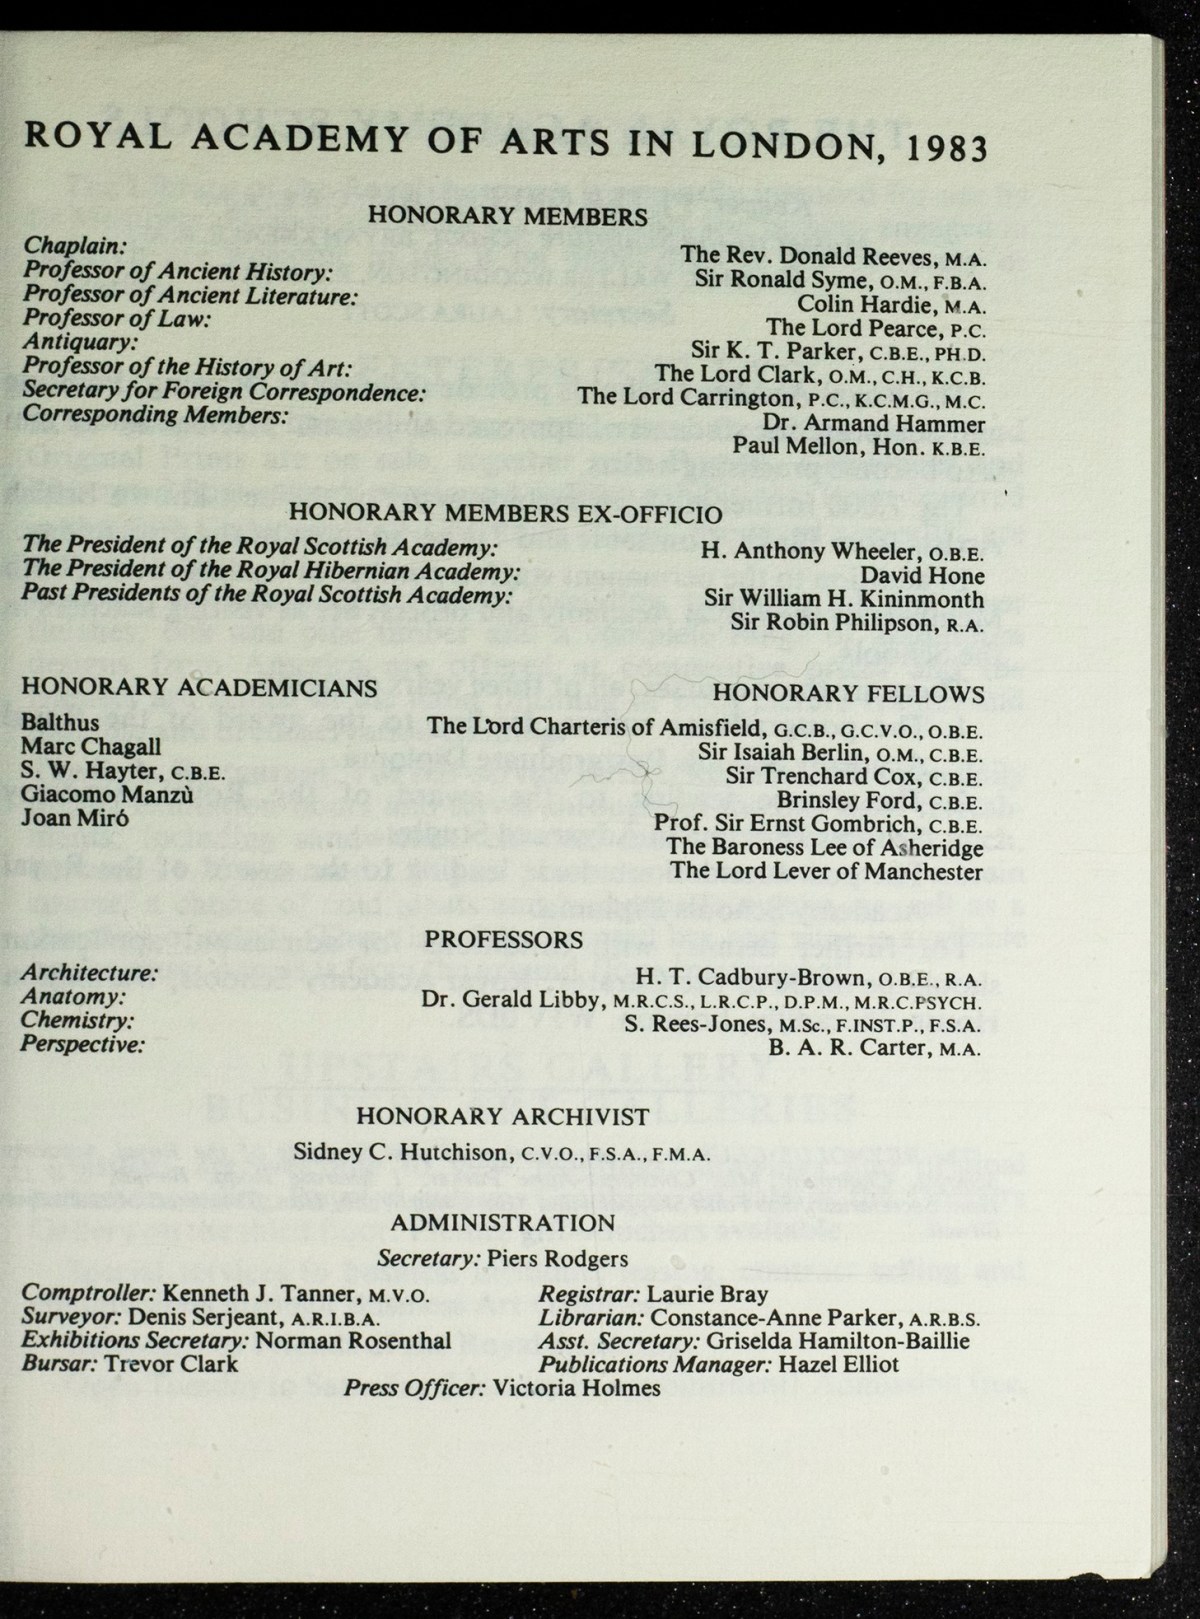 ROYAL ACADEMY OF ARTS IN LONDON, 1983
HONORARY MEMBERS
Chaplain: The Rev. Donald Reeves, M.A.
Professor of Ancient History: Sir Ronald Syme, O.M., F.B.A.
Professor of Ancient Literature: Colin Hardie, M.A.
Professor of Law: The Lord Pearce, P.C.
Antiquary: Sir K. T. Parker, C.B.E., PH.D.
Professor of the History of Art: The Lord Clark, O.M., C.H., K.C.B.
Secretary for Foreign Correspondence: The Lord Carrington, P.C., K.C.M.G., M.C.
Corresponding Members: Dr. Armand Hammer
Paul Mellon, Hon. K.B.E.
HONORARY MEMBERS EX-OFFICIO
The President of the Royal Scottish Academy: H. Anthony Wheeler, O.B.E.
The President of the Royal Hibernian Academy: David Hone
Past Presidents of the Royal Scottish Academy: Sir William H. Kininmonth
Sir Robin Philipson, R.A.
HONORARY ACADEMICIANS
Balthus
Marc Chagall
S. W. Hayter, C.B.E.
Giacomo Manzù
Joan Miró
HONORARY FELLOWS
The Lord Charteris of Amisfield, G.C.B., G.C.V.O., O.B.E.
Sir Isaiah Berlin, O.M., C.B.E.
Sir Trenchard Cox, C.B.E.
Brinsley Ford, C.B.E.
Prof. Sir Ernst Gombrich, C.B.E.
The Baroness Lee of Asheridge
The Lord Lever of Manchester
PROFESSORS
Architecture: H. T. Cadbury-Brown, O.B.E., R.A.
Anatomy: Dr. Gerald Libby, M.R.C.S., L.R.C.P., D.P.M., M.R.C.PSYCH.
Chemistry: S. Rees-Jones, M.Sc., F.INST.P., F.S.A.
Perspective: B. A. R. Carter, M.A.
HONORARY ARCHIVIST
Sidney C. Hutchison, C.V.O., F.S.A., F.M.A.
ADMINISTRATION
Secretary: Piers Rodgers
Comptroller: Kenneth J. Tanner, M.V.O.
Surveyor: Denis Serjeant, A.R.I.B.A.
Exhibitions Secretary: Norman Rosenthal
Bursar: Trevor Clark
Registrar: Laurie Bray
Librarian: Constance-Anne Parker, A.R.B.S.
Asst. Secretary: Griselda Hamilton-Baillie
Publications Manager: Hazel Elliot
Press Officer: Victoria Holmes